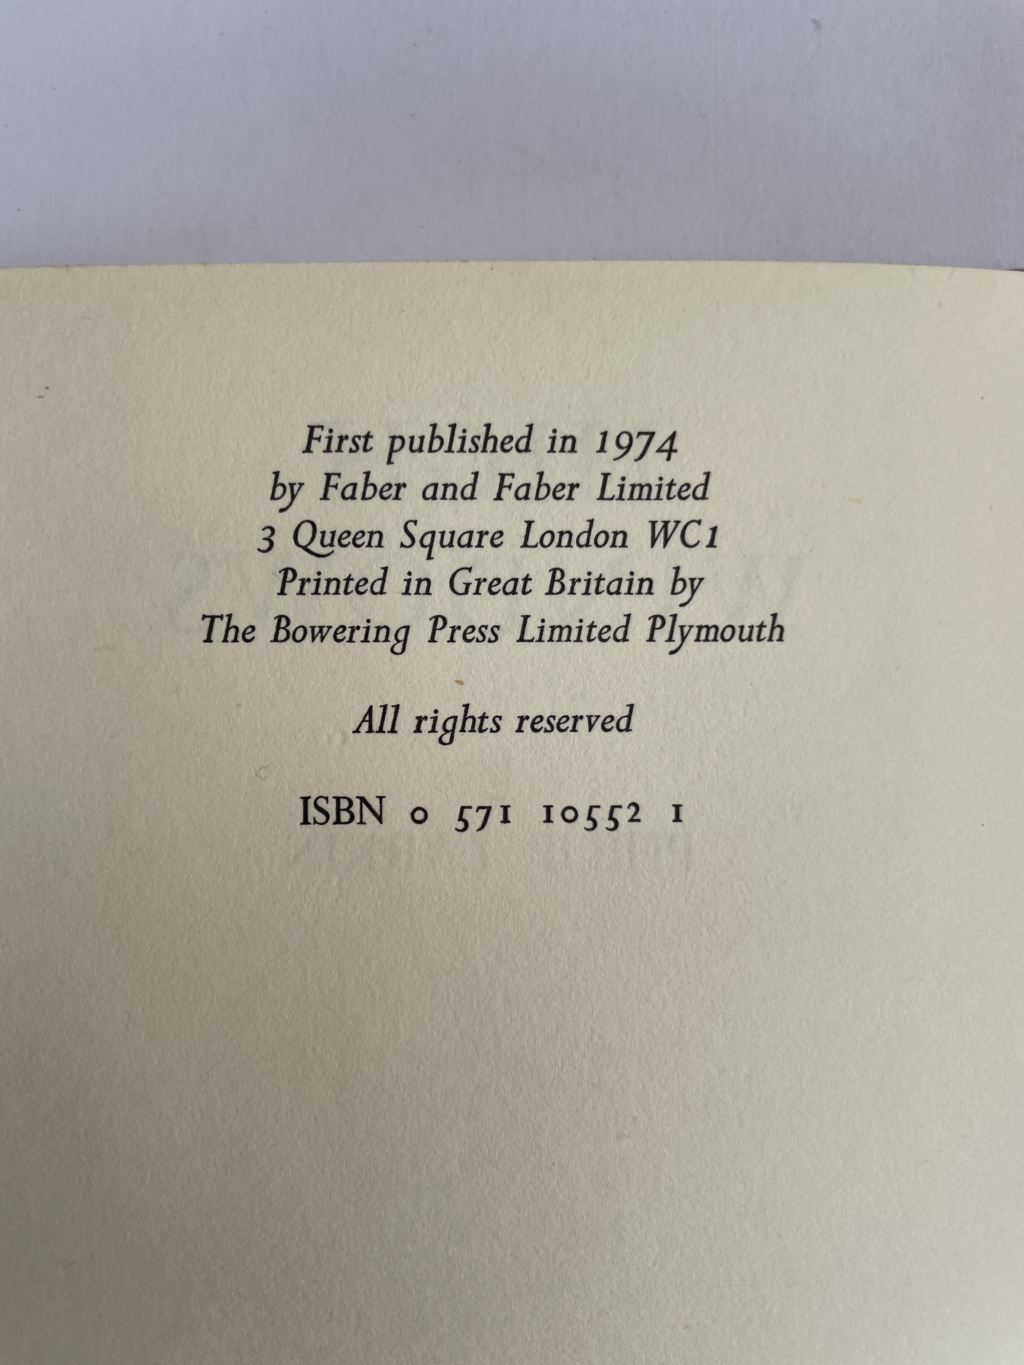 First published in 1974
by Faber and Faber Limited
3 Queen Square London WC1
Printed in Great Britain by
The Bowering Press Limited Plymouth
All rights reserved
ISBN 0 571 10552 1